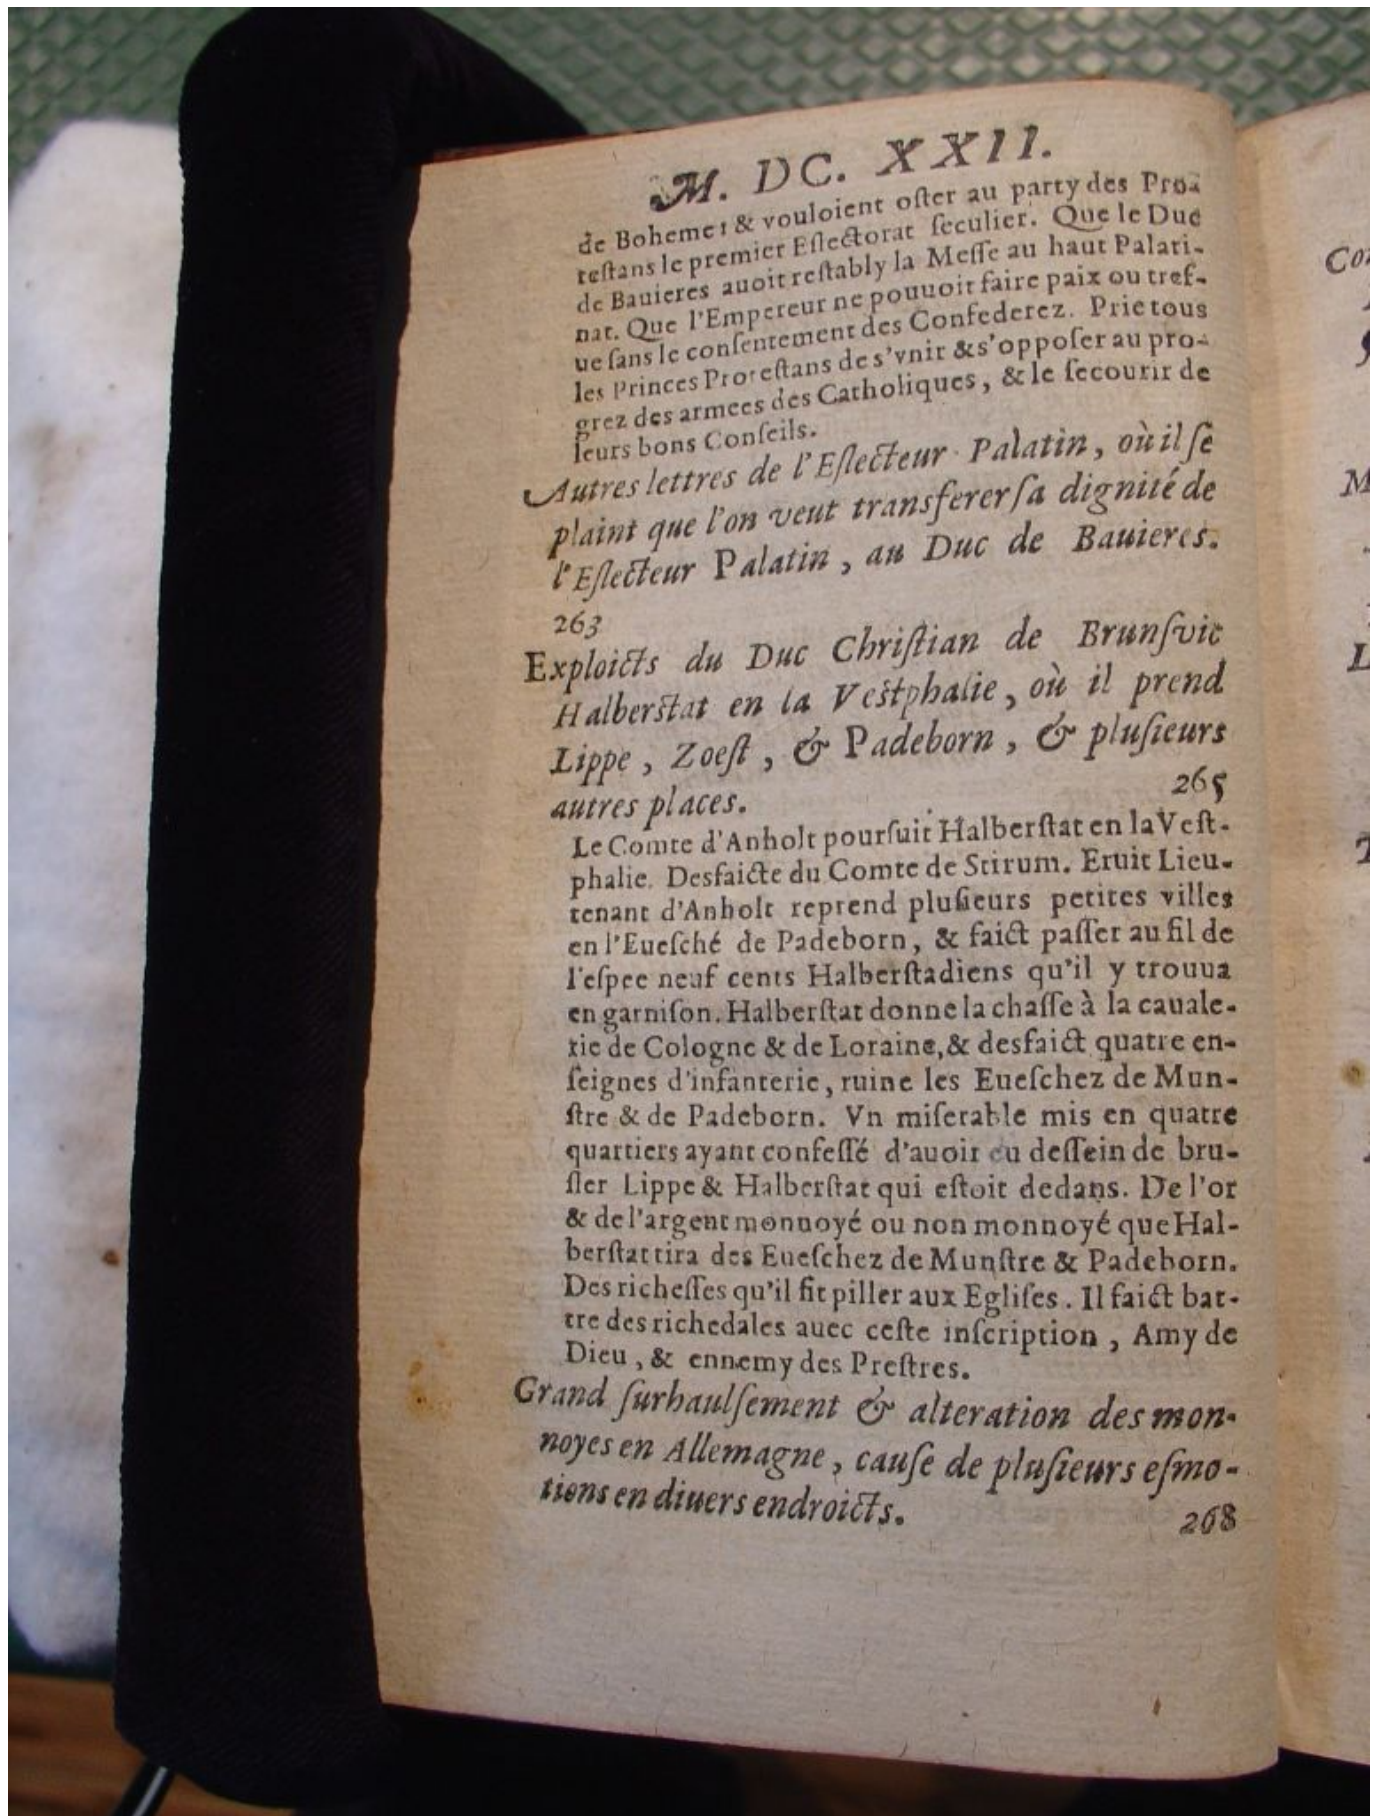 M. DC. XXII.
de Boheme: & vouloient oſter au party des Pro-
teſtans le premier Eſlectorat ſeculier. Que le Duc
de Bauieres auoit reſtably la Meſſe au haut Palati-
nat. Que l'Empereur ne pouuoit faire paix ou tref-
ue ſans le conſentement des Confederez. Prie tous
les Princes Proteſtans de s'vnir & s'oppoſer au pro-
grez des armees des Catholiques, & le ſecourir de
leurs bons Conſeils.
Autres lettres de l'Eſlecteur Palatin, où il ſe
plaint que l'on veut transferer ſa dignité de
l'Eſlecteur Palatin, au Duc de Bauieres.
263
Exploicts du Duc Chriſtian de Brunſvic
Halberſtat en la Veſtphalie, où il prend
Lippe, Zoeſt, & Padeborn, & pluſieurs
autres places. 265
Le Comte d'Anholt pourſuit Halberſtat en la Veſt-
phalie. Desfaicte du Comte de Stirum. Eruit Lieu-
tenant d'Anholt reprend pluſieurs petites villes
en l'Eueſché de Padeborn, & faict paſſer au fil de
l'eſpee neuf cents Halberſtadiens qu'il y trouua
en garniſon. Halberſtat donne la chaſſe à la cauale-
rie de Cologne & de Loraine, & desfaict quatre en-
ſeignes d'infanterie, ruine les Eueſchez de Mun-
ſtre & de Padeborn. Vn miſerable mis en quatre
quartiers ayant confeſſé d'auoir eu deſſein de bru-
ſler Lippe & Halberſtat qui eſtoit dedans. De l'or
& de l'argent monnoyé ou non monnoyé que Hal-
berſtat tira des Eueſchez de Munſtre & Padeborn.
Des richeſſes qu'il fit piller aux Egliſes. Il faict bat-
tre des richedales auec ceſte inſcription, Amy de
Dieu, & ennemy des Preſtres.
Grand ſurhaulſement & alteration des mon-
noyes en Allemagne, cauſe de pluſieurs eſmo-
tions en diuers endroicts. 268